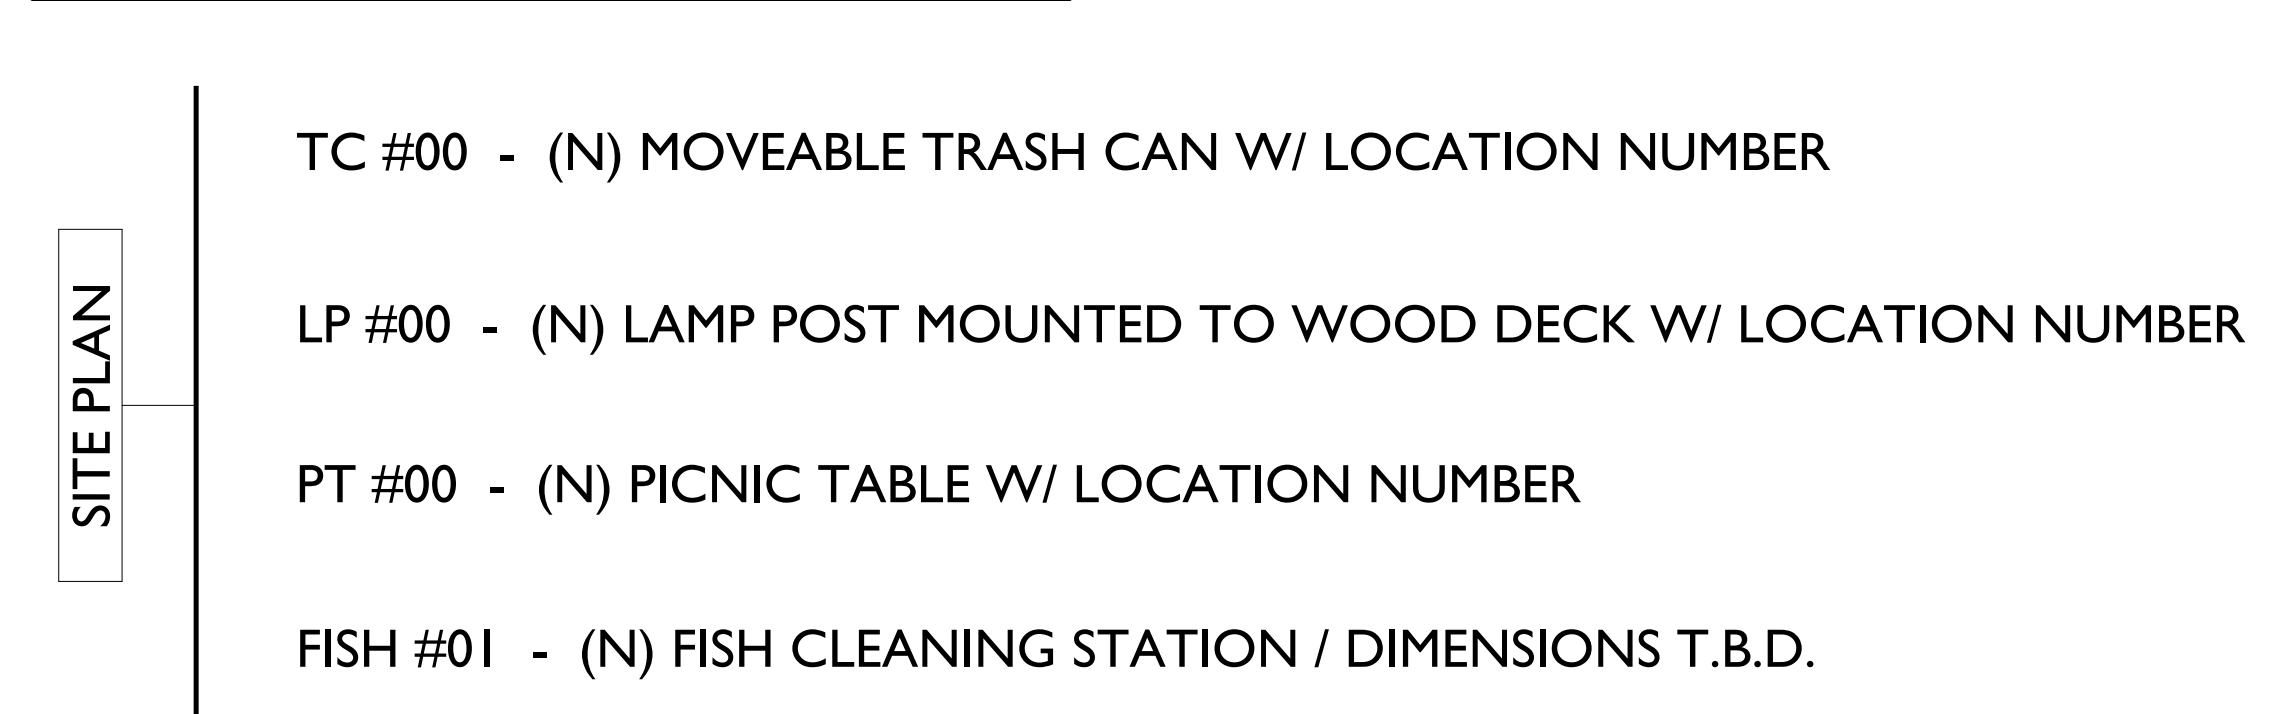 TC #00 - (N) MOVEABLE TRASH CAN W/ LOCATION NUMBER
LP #00 - (N) LAMP POST MOUNTED TO WOOD DECK W/ LOCATION NUMBER
SITE PLAN
PT #00 - (N) PICNIC TABLE W/ LOCATION NUMBER
FISH #01 - (N) FISH CLEANING STATION / DIMENSIONS T.B.D.